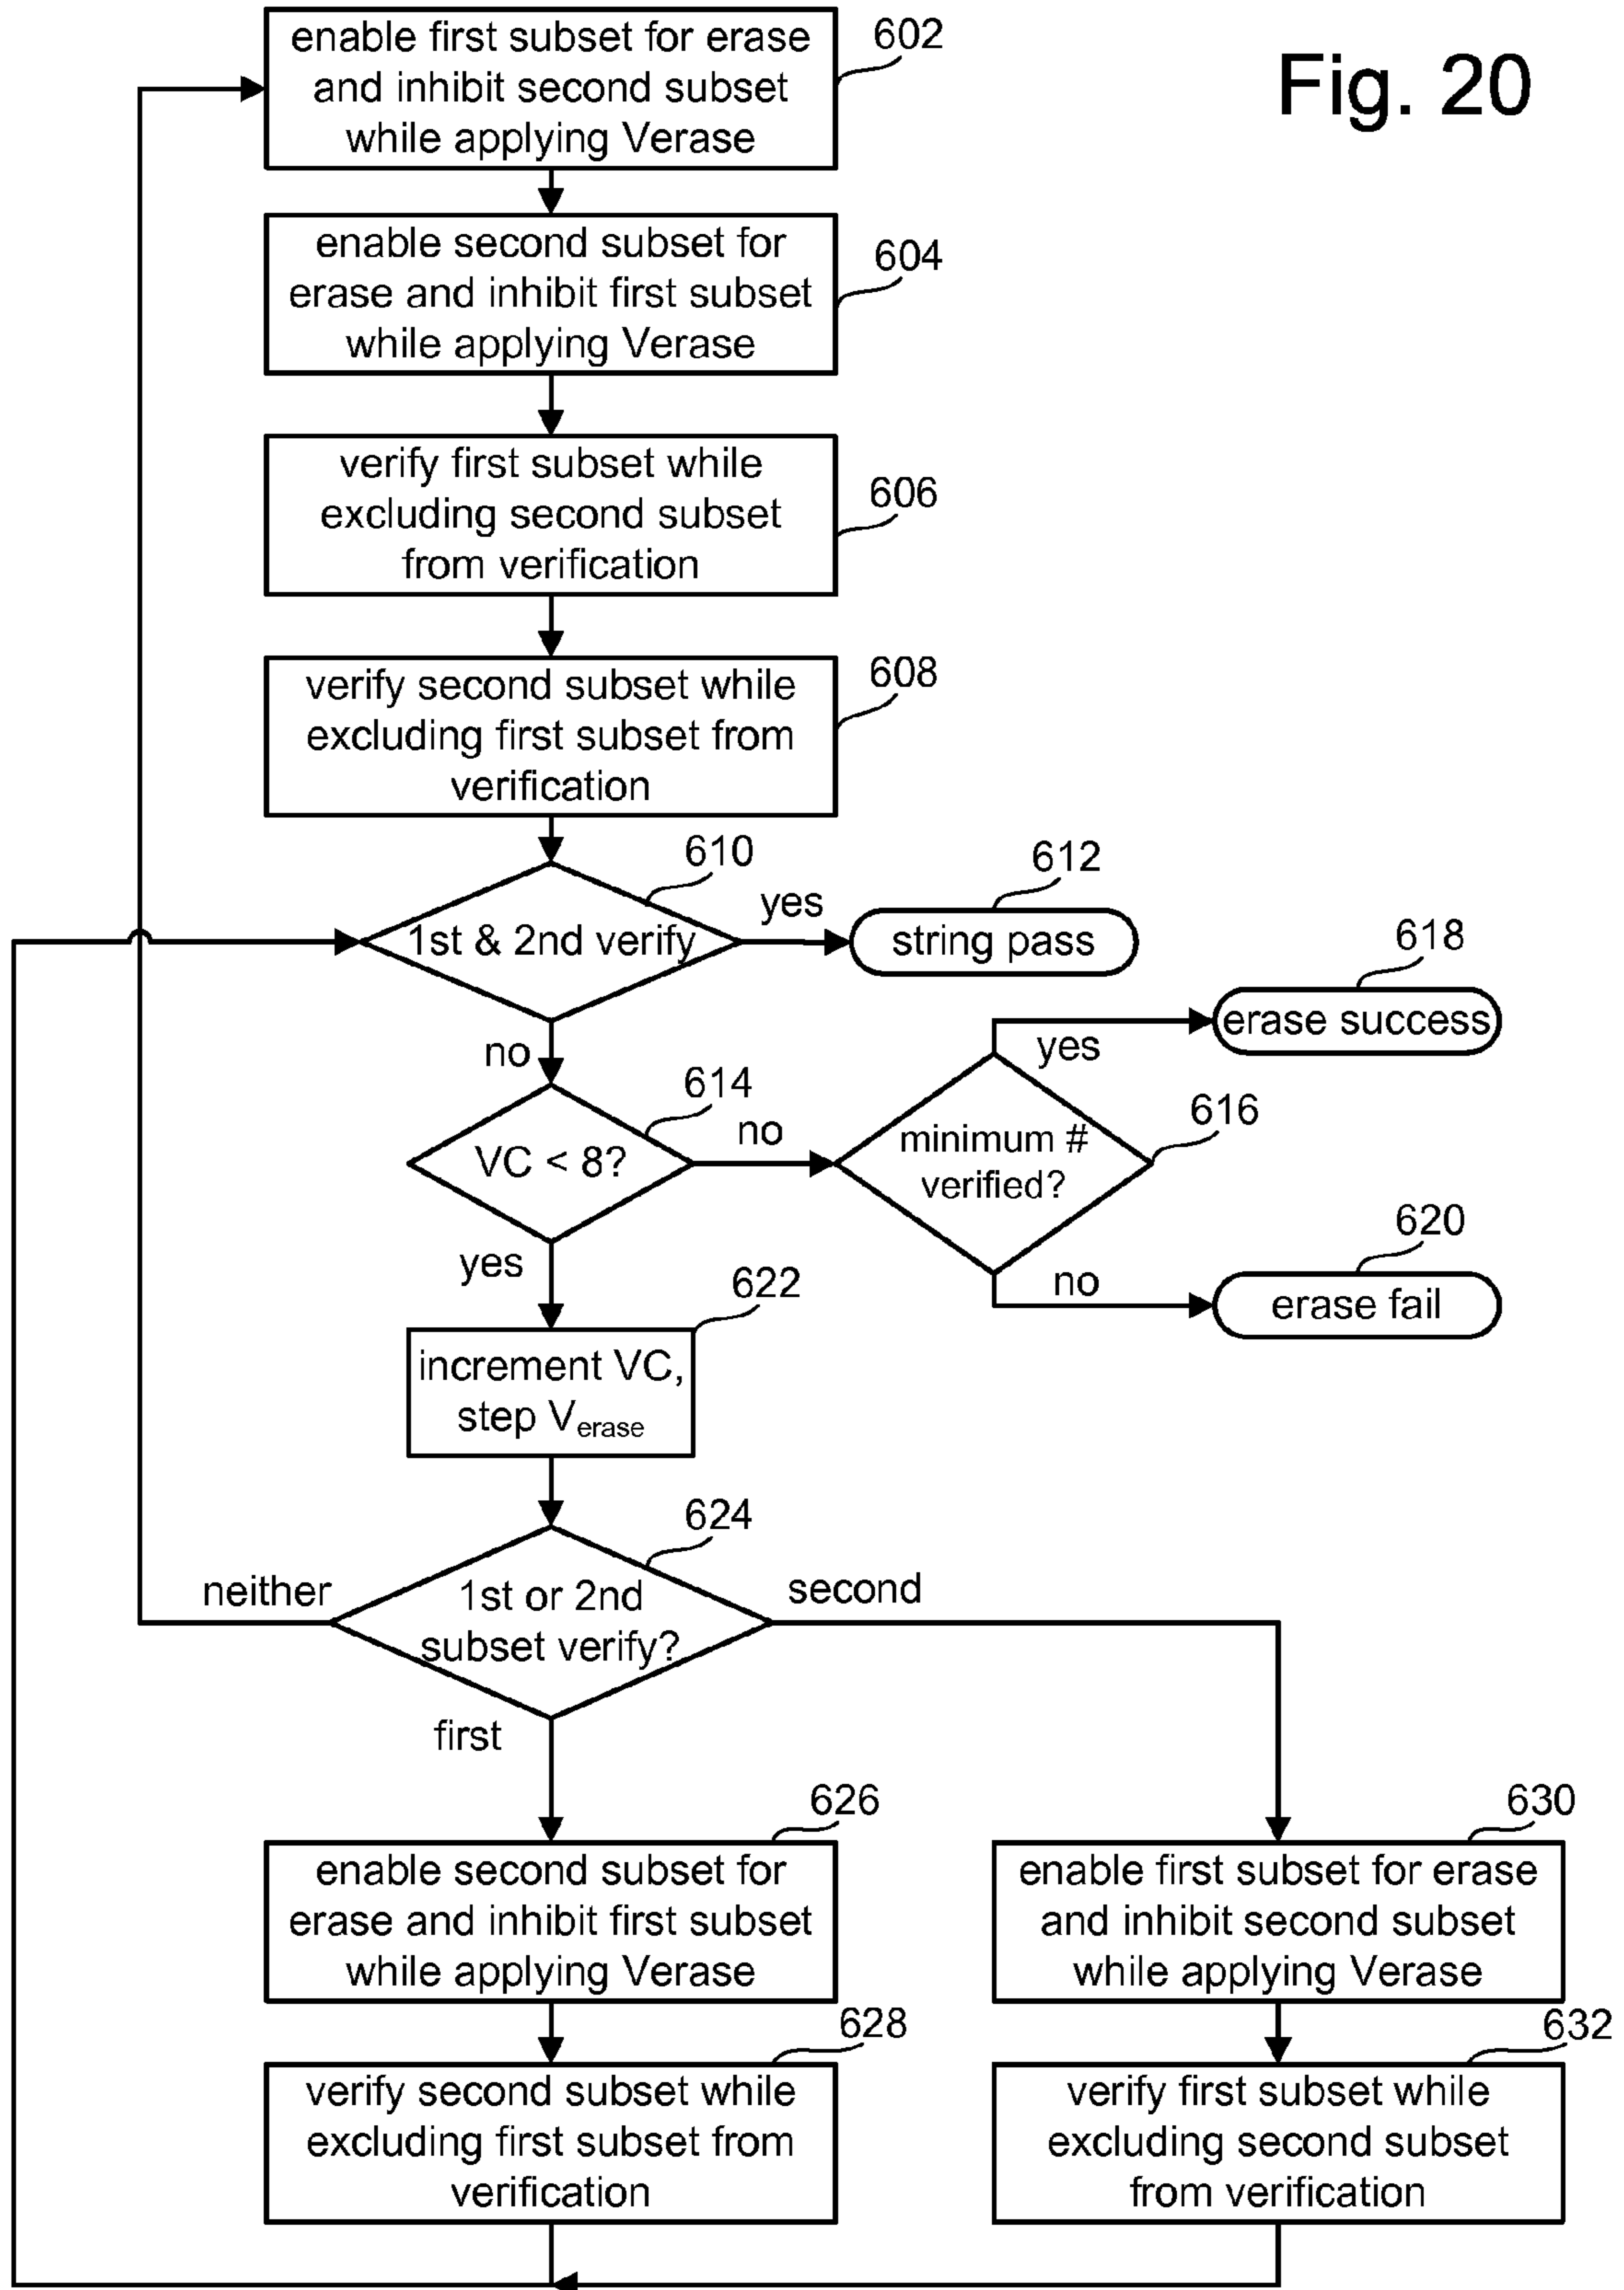 Fig. 20
enable first subset for erase
and inhibit second subset
while applying Verase
602
enable second subset for
erase and inhibit first subset
while applying Verase
604
verify first subset while
excluding second subset
from verification
606
verify second subset while
excluding first subset from
verification
608
610
1st & 2nd verify
yes
612
string pass
no
614
VC < 8?
no
minimum #
verified?
616
yes
618
erase success
no
620
erase fail
yes
622
increment VC,
step Verase
624
1st or 2nd
subset verify?
neither
second
first
626
enable second subset for
erase and inhibit first subset
while applying Verase
628
verify second subset while
excluding first subset from
verification
630
enable first subset for erase
and inhibit second subset
while applying Verase
632
verify first subset while
excluding second subset
from verification